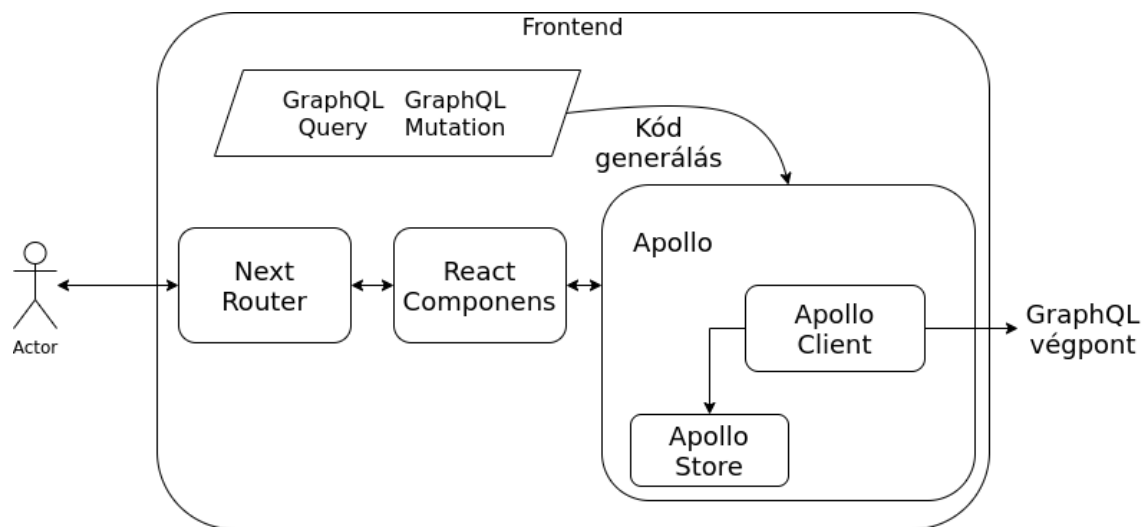 Frontend
GraphQL GraphQL
Query Mutation
Kód
generálás
Apollo
Next
Router
React
Componens
Apollo
Client
GraphQL
végpont
Actor
Apollo
Store